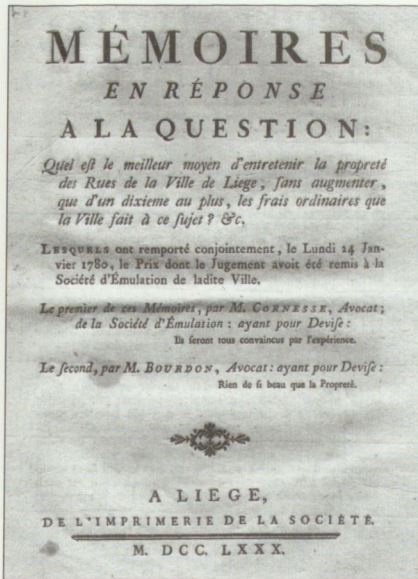 MÉMOIRES
EN RÉPONSE
A LA QUESTION:
Quel eſt le meilleur moyen d'entretenir la propreté
des Rues de la Ville de Liege, ſans augmenter,
que d'un dixieme au plus, les frais ordinaires que
la Ville fait à ce ſujet? &c.
LESQUELS ont remporté conjointement, le Lundi 24 Jan-
vier 1780, le Prix dont le Jugement avoit été remis à la
Société d'Émulation de ladite Ville.
Le premier de ces Mémoires, par M. CORNESSE, Avocat;
de la Société d'Émulation: ayant pour Deviſe:
Ils ſeront tous convaincus par l'expérience.
Le ſecond, par M. BOURDON, Avocat: ayant pour Deviſe:
Rien de ſi beau que la Propreté.
A LIEGE,
DE L'IMPRIMERIE DE LA SOCIÉTÉ.
M. DCC. LXXX.